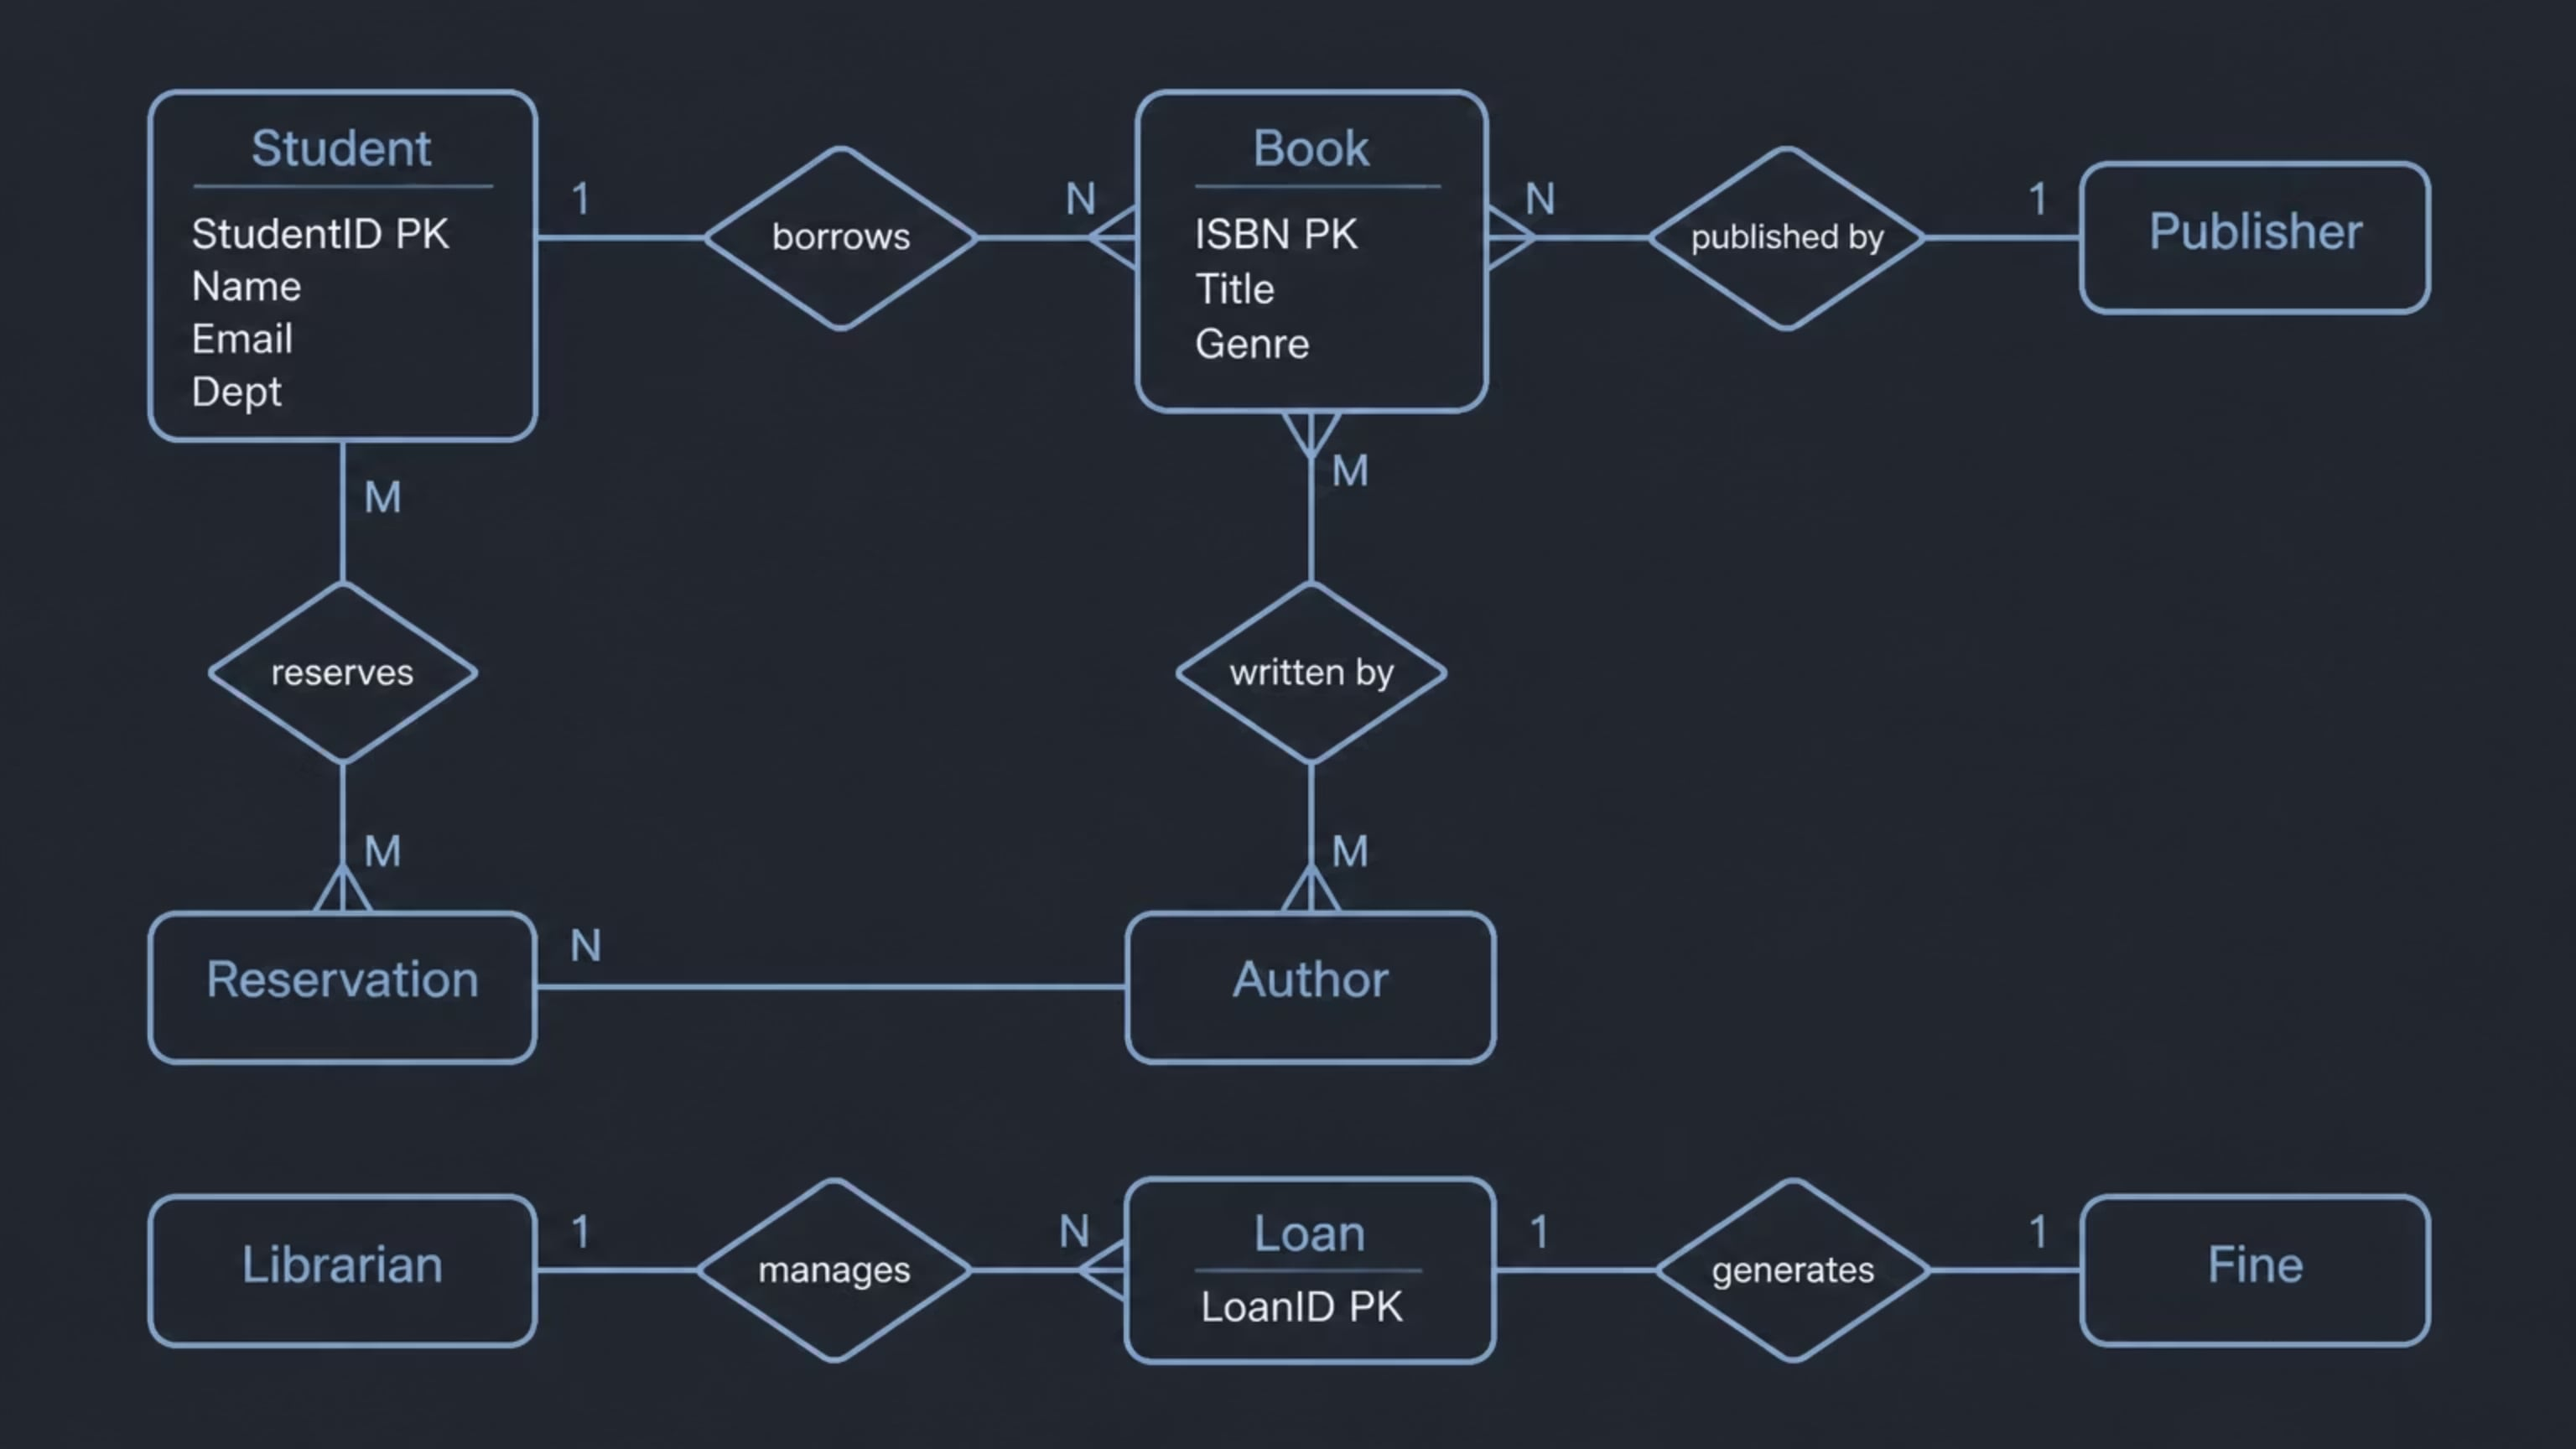 Student
StudentID PK
Name
Email
Dept
1
borrows
N
Book
ISBN PK
Title
Genre
N
published by
1
Publisher
M
reserves
M
M
written by
M
Reservation
N
Author
Librarian
1
manages
N
Loan
LoanID PK
1
generates
1
Fine